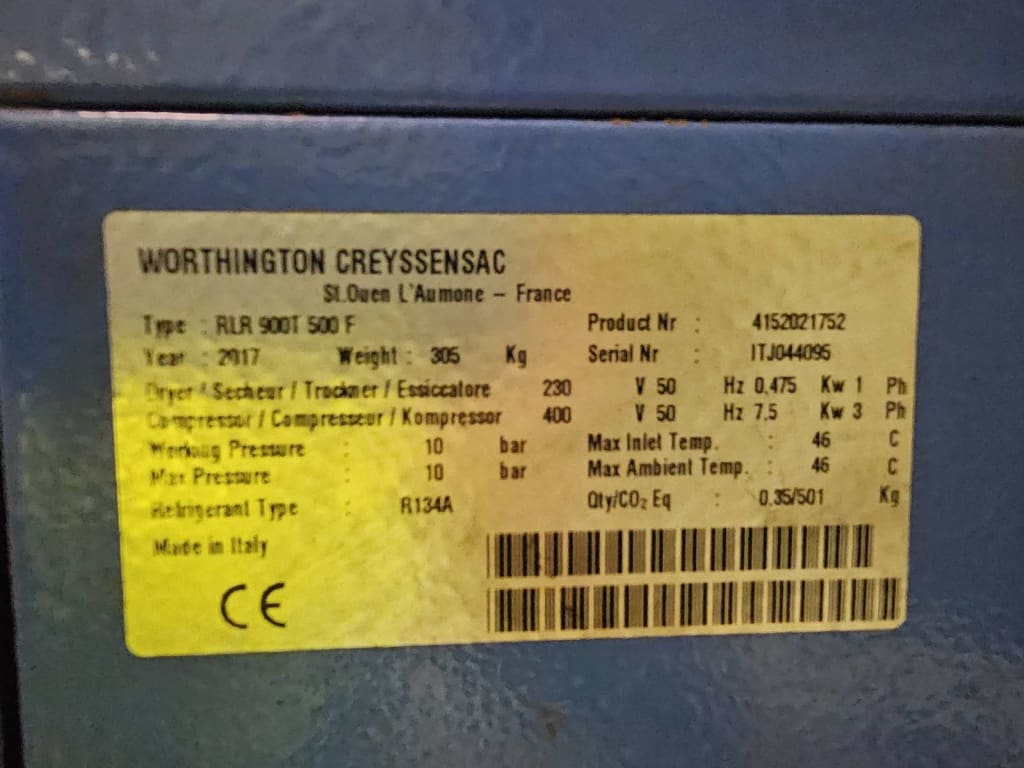 WORTHINGTON CREYSSENSAC
St.Ouen L'Aumone – France
Type : RLR 900T 500 F Product Nr : 4152021752
Year : 2017 Weight : 305 Kg Serial Nr : ITJ044095
Dryer / Secheur / Trockner / Essiccatore 230 V 50 Hz 0,475 Kw 1 Ph
Compressor / Compresseur / Kompressor 400 V 50 Hz 7.5 Kw 3 Ph
Working Pressure : 10 bar Max Inlet Temp. : 46 C
Max Pressure : 10 bar Max Ambient Temp. : 46 C
Refrigerant Type : R134A Qty/CO₂ Eq : 0,35/501 Kg
Made in Italy
CE